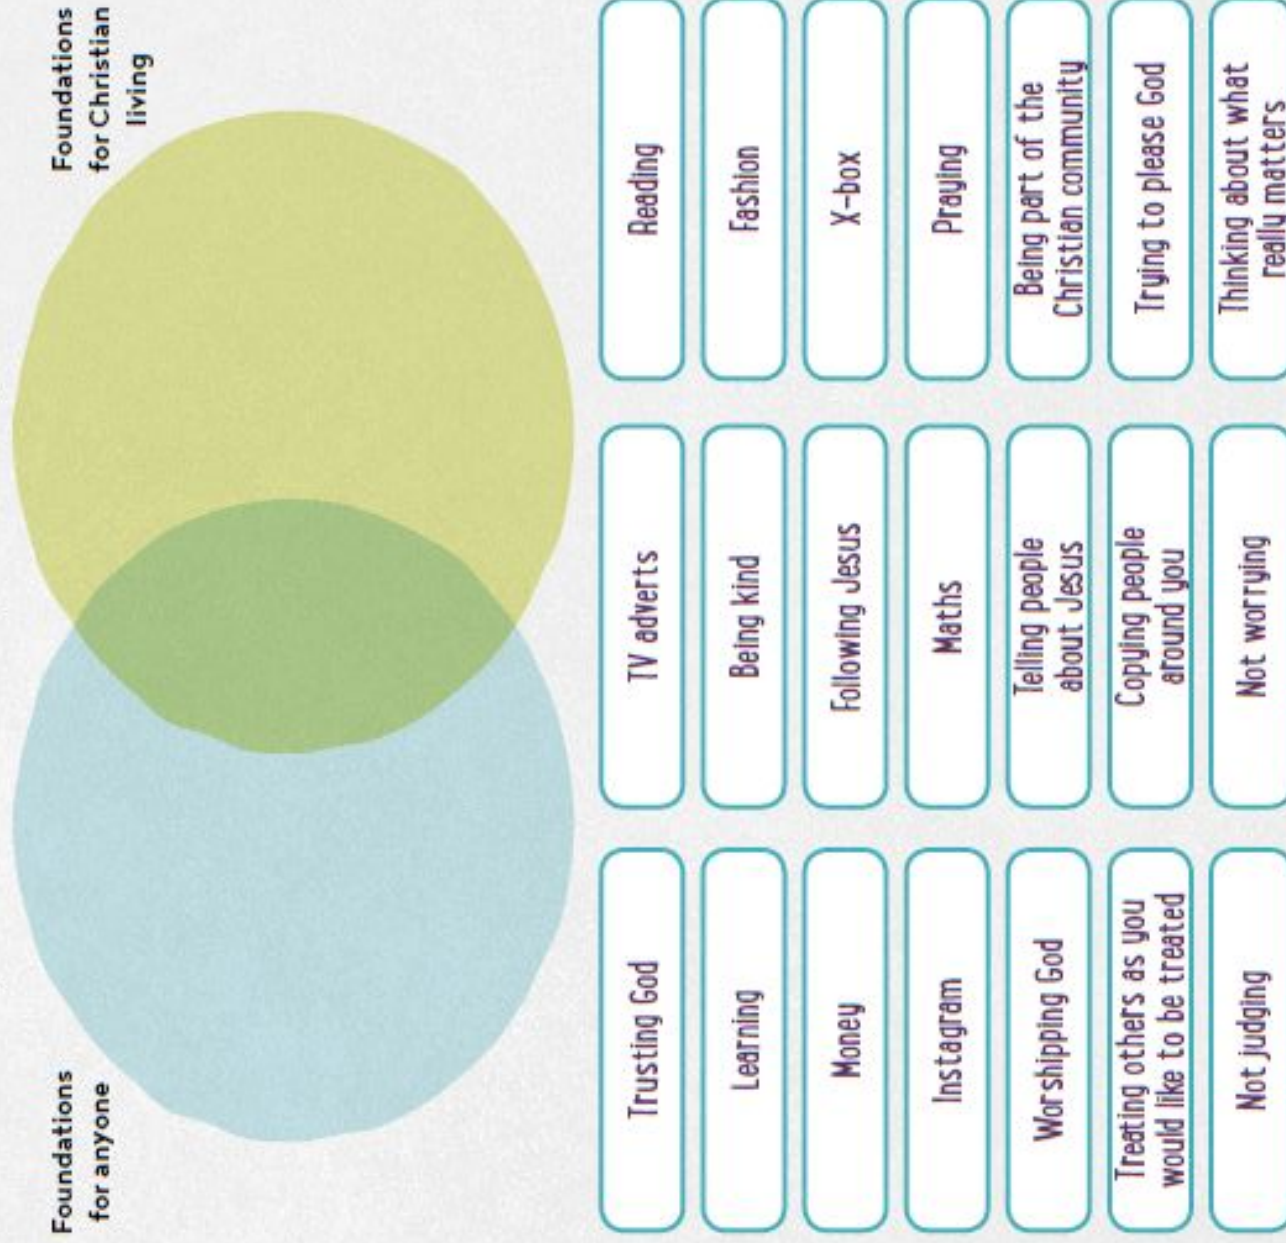 Foundations
for anyone
Foundations
for Christian
living
Trusting God
TV adverts
Reading
Learning
Being kind
Fashion
Money
Following Jesus
X-box
Instagram
Maths
Praying
Worshipping God
Telling people
about Jesus
Being part of the
Christian community
Treating others as you
would like to be treated
Copying people
around you
Trying to please God
Not judging
Not worrying
Thinking about what
really matters